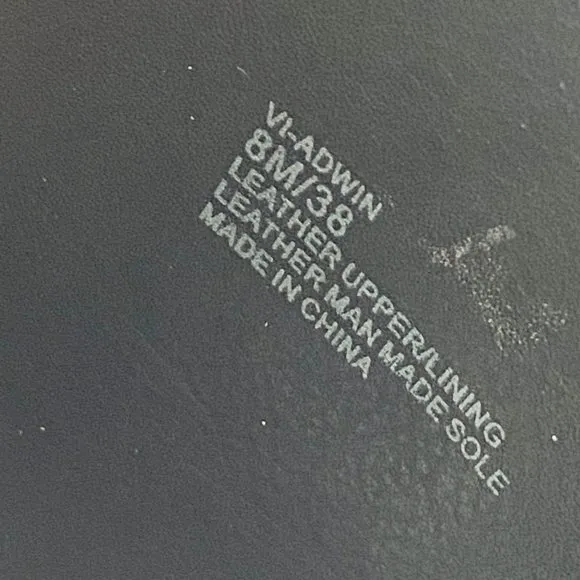 VI-ADWIN
8M/38
LEATHER UPPER/LINING
LEATHER MAN MADE SOLE
MADE IN CHINA